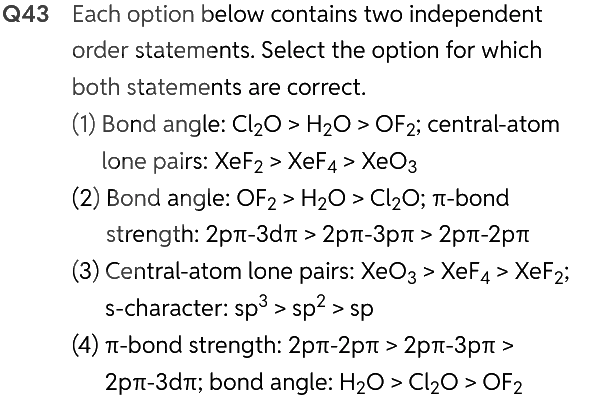 Q43 Each option below contains two independent
order statements. Select the option for which
both statements are correct.
(1) Bond angle: Cl₂O > H₂O > OF₂; central-atom
lone pairs: XeF₂ > XeF₄ > XeO₃
(2) Bond angle: OF₂ > H₂O > Cl₂O; π-bond
strength: 2pπ-3dπ > 2pπ-3pπ > 2pπ-2pπ
(3) Central-atom lone pairs: XeO₃ > XeF₄ > XeF₂;
s-character: sp³ > sp² > sp
(4) π-bond strength: 2pπ-2pπ > 2pπ-3pπ >
2pπ-3dπ; bond angle: H₂O > Cl₂O > OF₂